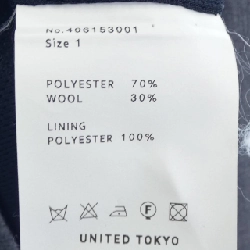 No.406153001
Size 1
POLYESTER 70%
WOOL 30%
LINING
POLYESTER 100%
F
UNITED TOKYO